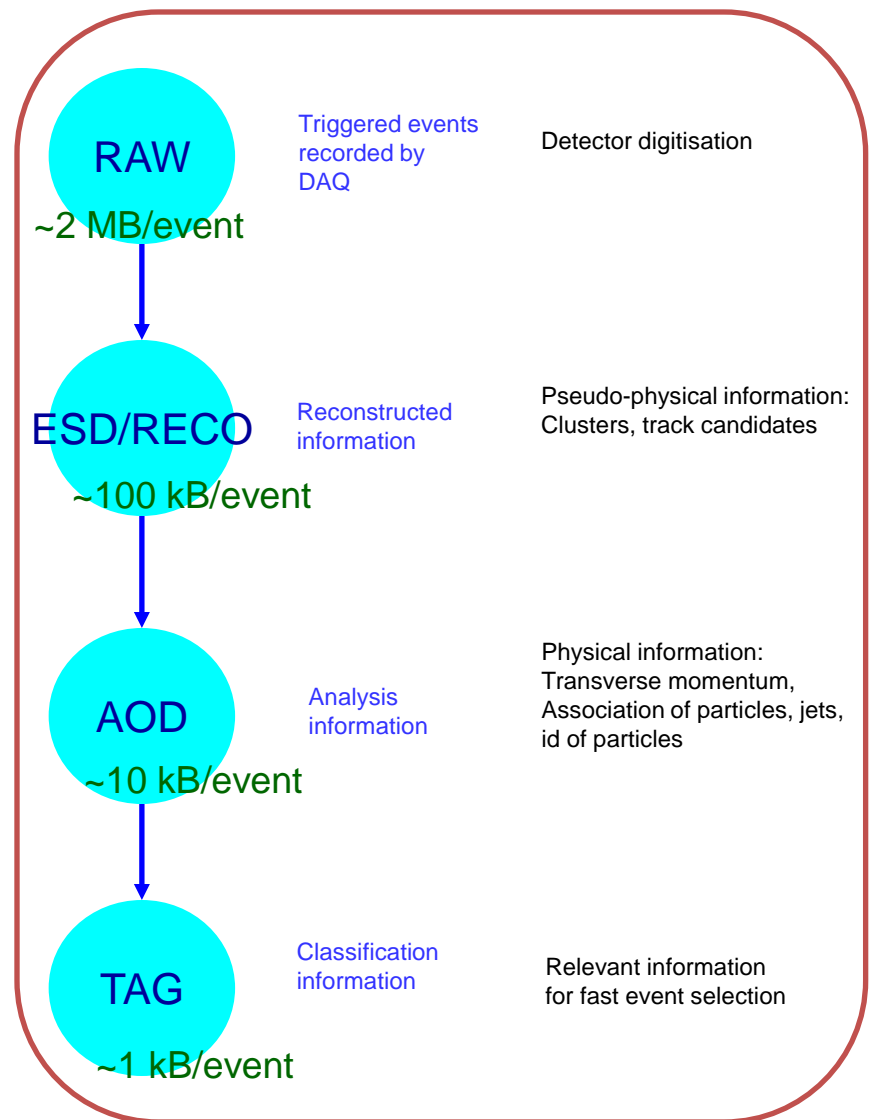 RAW
~2 MB/event
Triggered events
recorded by
DAQ
Detector digitisation
ESD/RECO
~100 kB/event
Reconstructed
information
Pseudo-physical information:
Clusters, track candidates
AOD
~10 kB/event
Analysis
information
Physical information:
Transverse momentum,
Association of particles, jets,
id of particles
TAG
~1 kB/event
Classification
information
Relevant information
for fast event selection